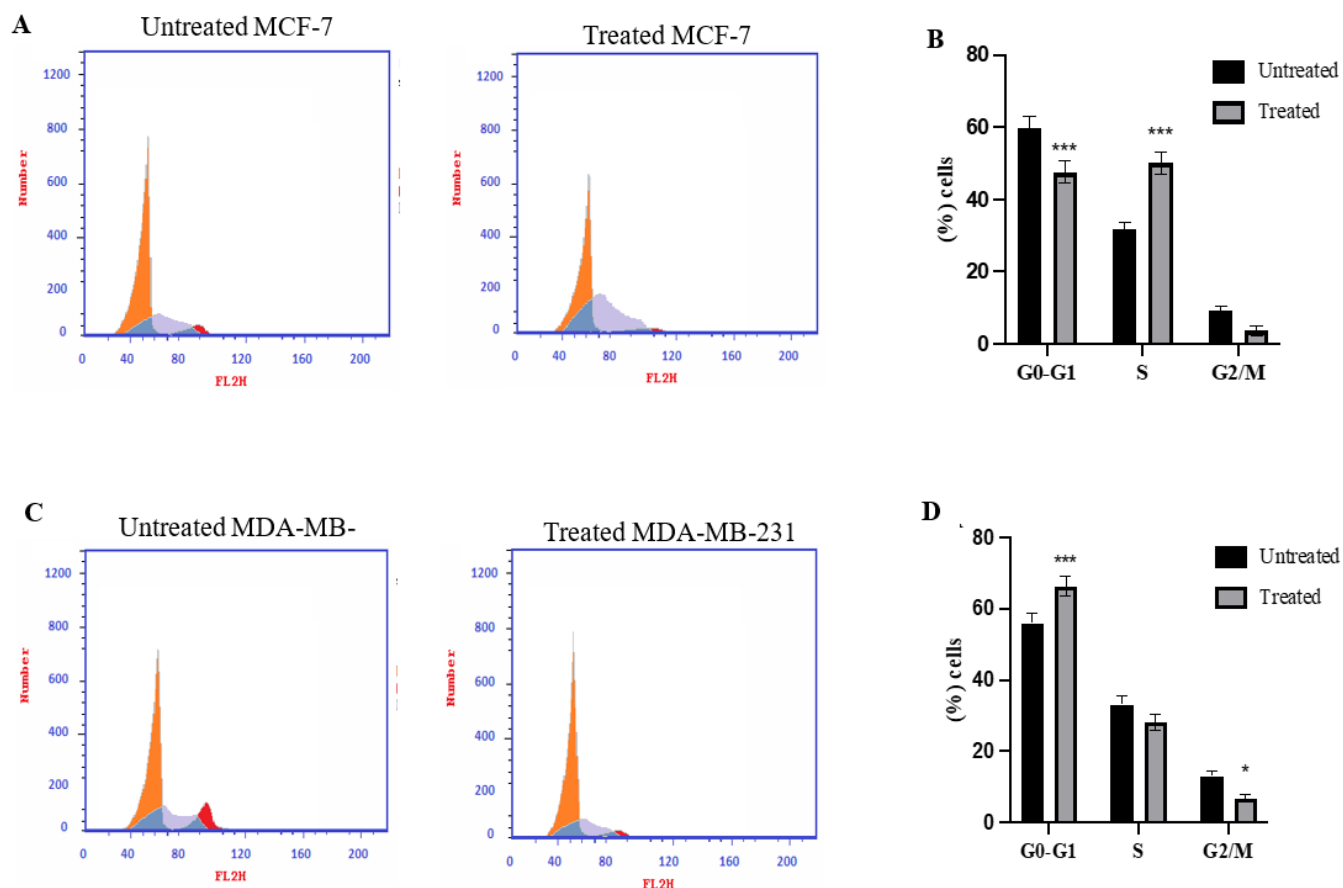 A
Untreated MCF-7
1200
800
600
400
200
0
Number
0 40 80 120 160 200
FL2H
Treated MCF-7
1200
800
600
400
200
0
Number
0 40 80 120 160 200
FL2H
B
80
60
40
20
0
(%) cells
Untreated
Treated
***
***
G0-G1 S G2/M
C
Untreated MDA-MB-
1200
800
600
400
200
0
Number
0 40 80 120 160 200
FL2H
Treated MDA-MB-231
1200
800
600
400
200
0
Number
0 40 80 120 160 200
FL2H
D
80
60
40
20
0
(%) cells
Untreated
Treated
***
*
G0-G1 S G2/M